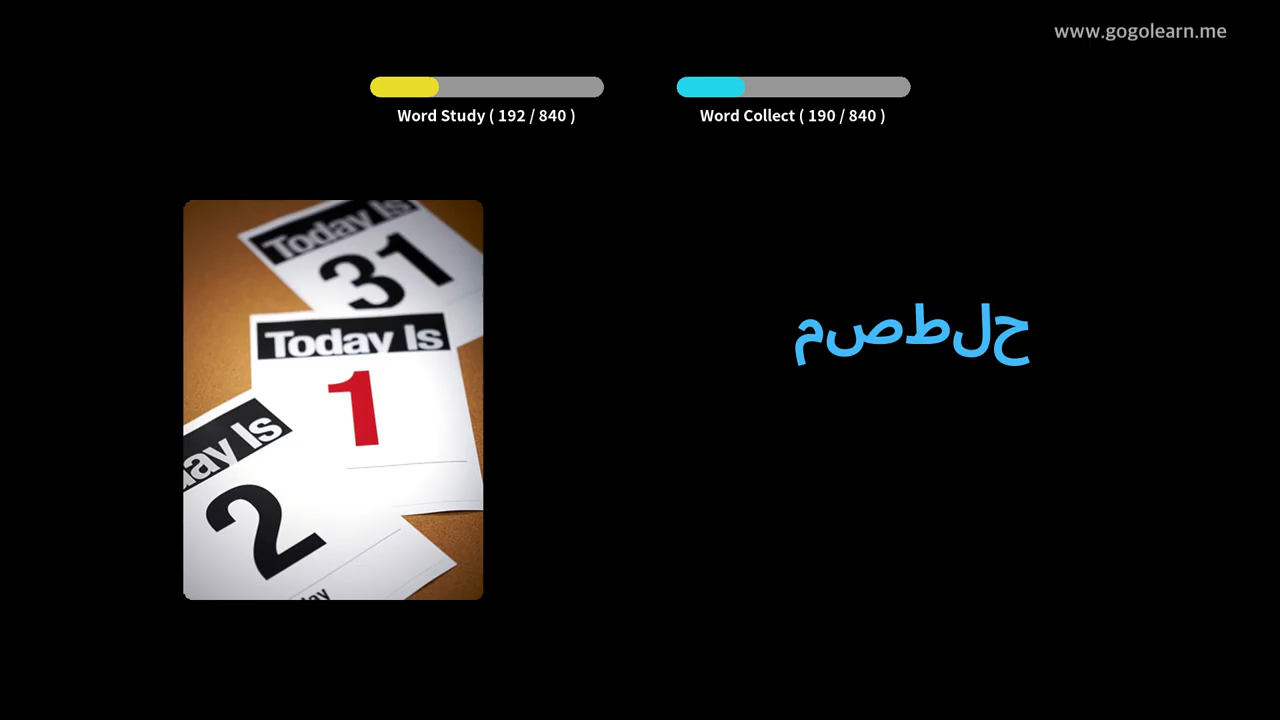 www.gogolearn.me
Word Study ( 192 / 840 )
Word Collect ( 190 / 840 )
Today Is
31
Today Is
1
day Is
2
مصطلح